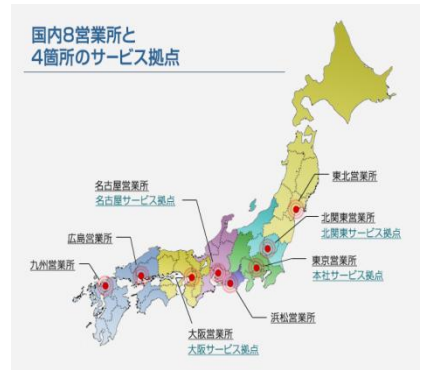 国内8営業所と
4箇所のサービス拠点
東北営業所
名古屋営業所
名古屋サービス拠点
北関東営業所
北関東サービス拠点
広島営業所
九州営業所
東京営業所
本社サービス拠点
浜松営業所
大阪営業所
大阪サービス拠点